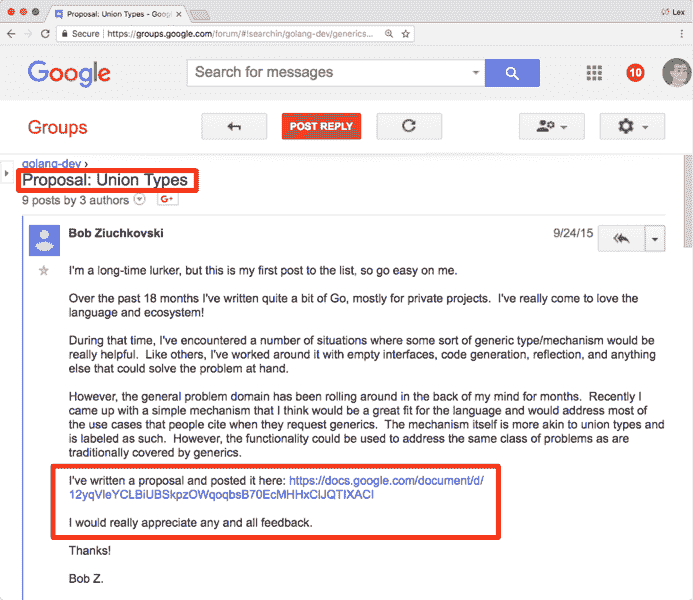 Proposal: Union Types - Goog
Lex
Secure | https://groups.google.com/forum/#!searchin/golang-dev/generics...
Google
Search for messages
10
Groups
POST REPLY
golang-dev ›
Proposal: Union Types
9 posts by 3 authors
G+
Bob Ziuchkovski
9/24/15
I'm a long-time lurker, but this is my first post to the list, so go easy on me.
Over the past 18 months I've written quite a bit of Go, mostly for private projects.  I've really come to love the
language and ecosystem!
During that time, I've encountered a number of situations where some sort of generic type/mechanism would be
really helpful.  Like others, I've worked around it with empty interfaces, code generation, reflection, and anything
else that could solve the problem at hand.
However, the general problem domain has been rolling around in the back of my mind for months.  Recently I
came up with a simple mechanism that I think would be a great fit for the language and would address most of
the use cases that people cite when they request generics.  The mechanism itself is more akin to union types and
is labeled as such.  However, the functionality could be used to address the same class of problems as are
traditionally covered by generics.
I've written a proposal and posted it here: https://docs.google.com/document/d/
12yqVleYCLBiUBSkpzOWqoqbsB70EcMHHxCIJQTIXACI
I would really appreciate any and all feedback.
Thanks!
Bob Z.